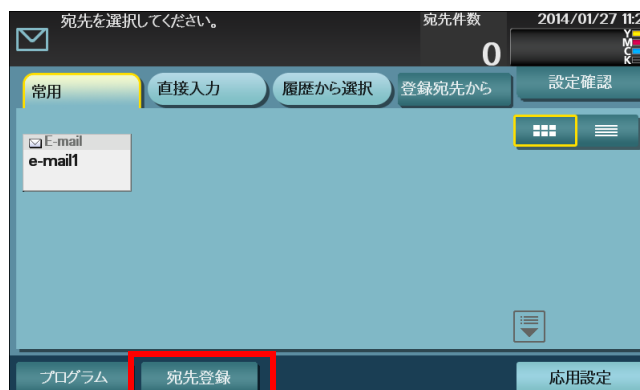 宛先を選択してください。
宛先件数
2014/01/27 11:2
0
Y
M
C
K
常用
直接入力
履歴から選択
登録宛先から
設定確認
E-mail
e-mail1
プログラム
宛先登録
応用設定